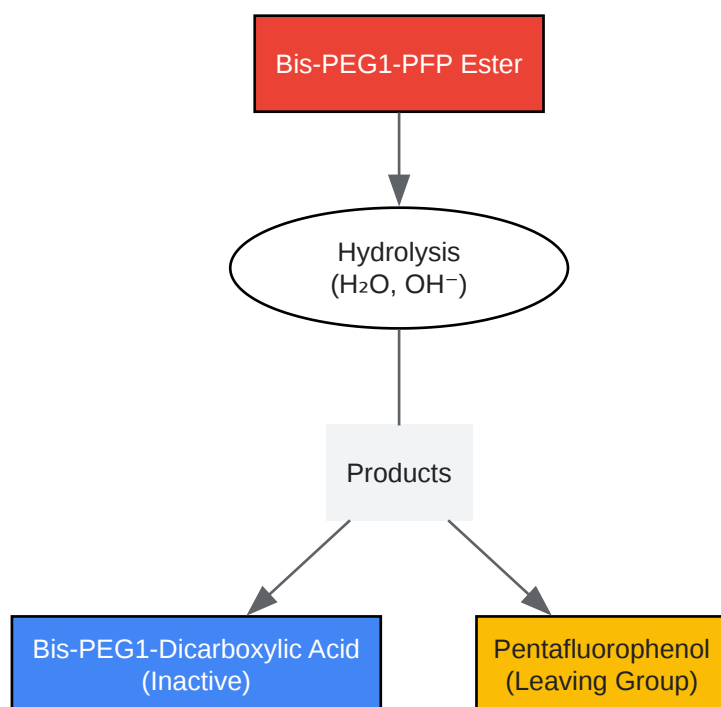 Bis-PEG1-PFP Ester
Hydrolysis
(H₂O, OH⁻)
Products
Bis-PEG1-Dicarboxylic Acid
(Inactive)
Pentafluorophenol
(Leaving Group)